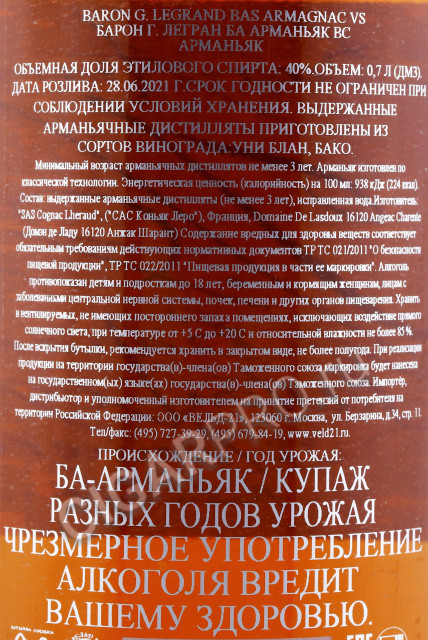 BARON G. LEGRAND BAS ARMAGNAC VS
БАРОН Г. ЛЕГРАН БА АРМАНЬЯК ВС
АРМАНЬЯК
ОБЪЕМНАЯ ДОЛЯ ЭТИЛОВОГО СПИРТА: 40%.ОБЪЕМ: 0,7 Л (ДМ3).
ДАТА РОЗЛИВА: 28.06.2021 Г.СРОК ГОДНОСТИ НЕ ОГРАНИЧЕН ПРИ
СОБЛЮДЕНИИ УСЛОВИЙ ХРАНЕНИЯ. ВЫДЕРЖАННЫЕ
АРМАНЬЯЧНЫЕ ДИСТИЛЛЯТЫ ПРИГОТОВЛЕНЫ ИЗ
СОРТОВ ВИНОГРАДА:УНИ БЛАН, БАКО.
Минимальный возраст арманьячных дистиллятов не менее 3 лет. Арманьяк изготовлен по
классической технологии. Энергетическая ценность (калорийность) на 100 мл: 938 кДж (224 ккал).
Состав: выдержанные арманьячные дистилляты (не менее 3 лет), исправленная вода.Изготовитель:
"SAS Cognac Lheraud", ("САС Коньяк Леро"), Франция, Domaine De Lasdoux 16120 Angeac Charente
(Домэн де Ладу 16120 Анжак Шарант) Содержание вредных для здоровья веществ соответствует
обязательным требованиям действующих нормативных документов ТР ТС 021/2011 "О безопасности
пищевой продукции", ТР ТС 022/2011 "Пищевая продукция в части ее маркировки". Алкоголь
противопоказан детям и подросткам до 18 лет, беременным и кормящим женщинам, лицам с
заболеваниями центральной нервной системы, почек, печени и других органов пищеварения. Хранить
в вентилируемых, не имеющих постороннего запаха помещениях, исключающих воздействие прямого
солнечного света, при температуре от +5 С до +20 С и относительной влажности не более 85 %.
После вскрытия бутылки, рекомендуется хранить в закрытом виде, не более полугода. При реализации
продукции на территории государства(в)-члена(ов) Таможенного союза маркировка будет нанесена
на государственном(ых) языке(ах) государства(в)-члена(ов) Таможенного союза. Импортёр,
дистрибьютор и уполномоченный изготовителем на принятие претензий от потребителя на
территории Российской Федерации: ООО «ВЕЛЬД-21», 123060 г. Москва, ул. Берзарина, д.34, стр. 11
Тел/факс: (495) 727-39-29, (495) 679-84-19, www.veld21.ru.
ПРОИСХОЖДЕНИЕ / ГОД УРОЖАЯ:
БА-АРМАНЬЯК / КУПАЖ
РАЗНЫХ ГОДОВ УРОЖАЯ
ЧРЕЗМЕРНОЕ УПОТРЕБЛЕНИЕ
АЛКОГОЛЯ ВРЕДИТ
ВАШЕМУ ЗДОРОВЬЮ.